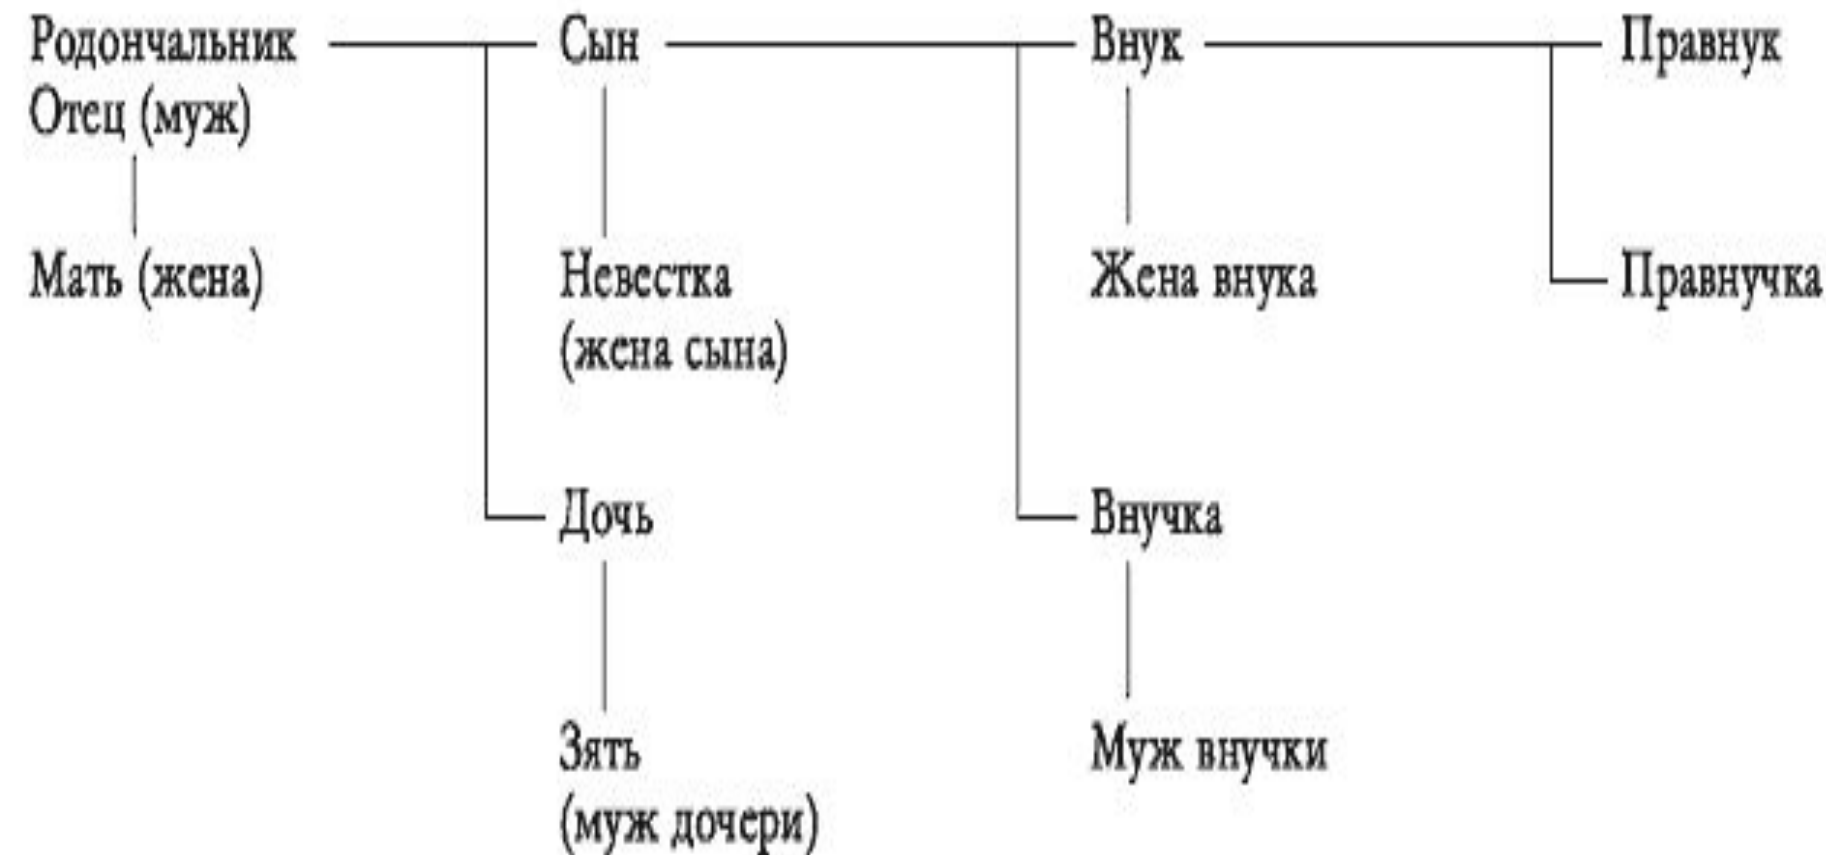 Родончальник
Отец (муж)
Мать (жена)
Сын
Невестка
(жена сына)
Дочь
Зять
(муж дочери)
Внук
Жена внука
Внучка
Муж внучки
Правнук
Правнучка